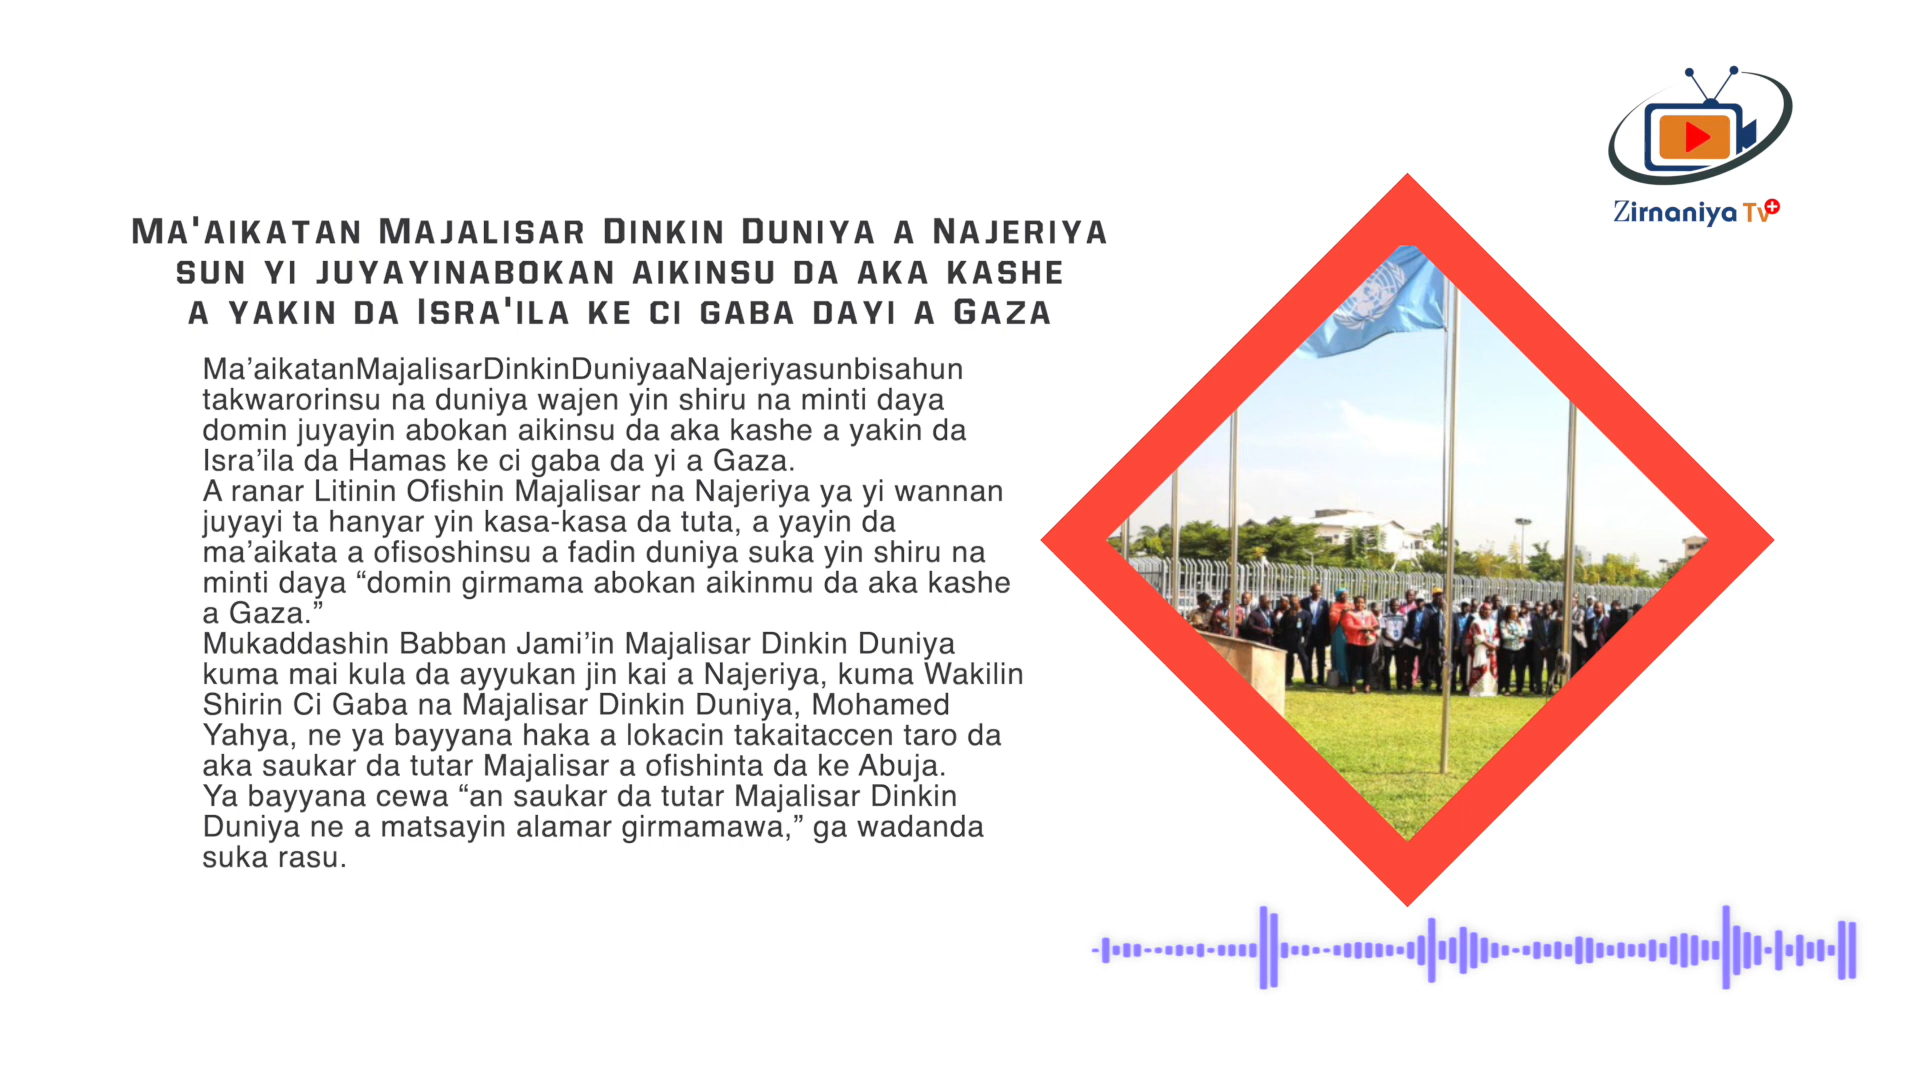 Zirnaniya Tv+
MA'AIKATAN MAJALISAR DINKIN DUNIYA A NAJERIYA
SUN YI JUYAYINABOKAN AIKINSU DA AKA KASHE
A YAKIN DA ISRA'ILA KE CI GABA DAYI A GAZA
Ma’aikatanMajalisarDinkinDuniyaaNajeriyasunbisahun
takwarorinsu na duniya wajen yin shiru na minti daya
domin juyayin abokan aikinsu da aka kashe a yakin da
Isra’ila da Hamas ke ci gaba da yi a Gaza.
A ranar Litinin Ofishin Majalisar na Najeriya ya yi wannan
juyayi ta hanyar yin kasa-kasa da tuta, a yayin da
ma’aikata a ofisoshinsu a fadin duniya suka yin shiru na
minti daya “domin girmama abokan aikinmu da aka kashe
a Gaza.”
Mukaddashin Babban Jami’in Majalisar Dinkin Duniya
kuma mai kula da ayyukan jin kai a Najeriya, kuma Wakilin
Shirin Ci Gaba na Majalisar Dinkin Duniya, Mohamed
Yahya, ne ya bayyana haka a lokacin takaitaccen taro da
aka saukar da tutar Majalisar a ofishinta da ke Abuja.
Ya bayyana cewa “an saukar da tutar Majalisar Dinkin
Duniya ne a matsayin alamar girmamawa,” ga wadanda
suka rasu.